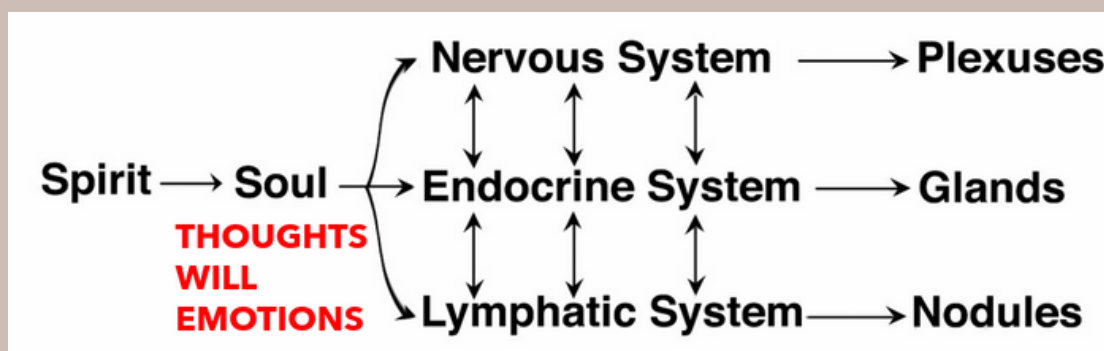 Nervous System Plexuses
Spirit Soul Endocrine System Glands
THOUGHTS
WILL
EMOTIONS
Lymphatic System Nodules